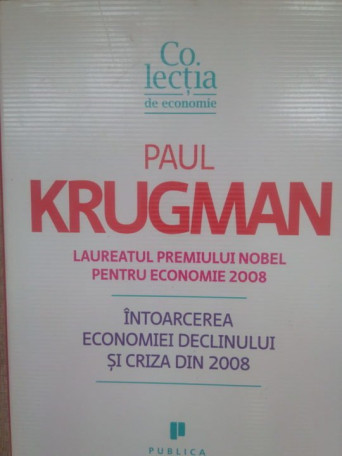 Co.
lecția
de economie
PAUL
KRUGMAN
LAUREATUL PREMIULUI NOBEL
PENTRU ECONOMIE 2008
ÎNTOARCEREA
ECONOMIEI DECLINULUI
ȘI CRIZA DIN 2008
PUBLICA